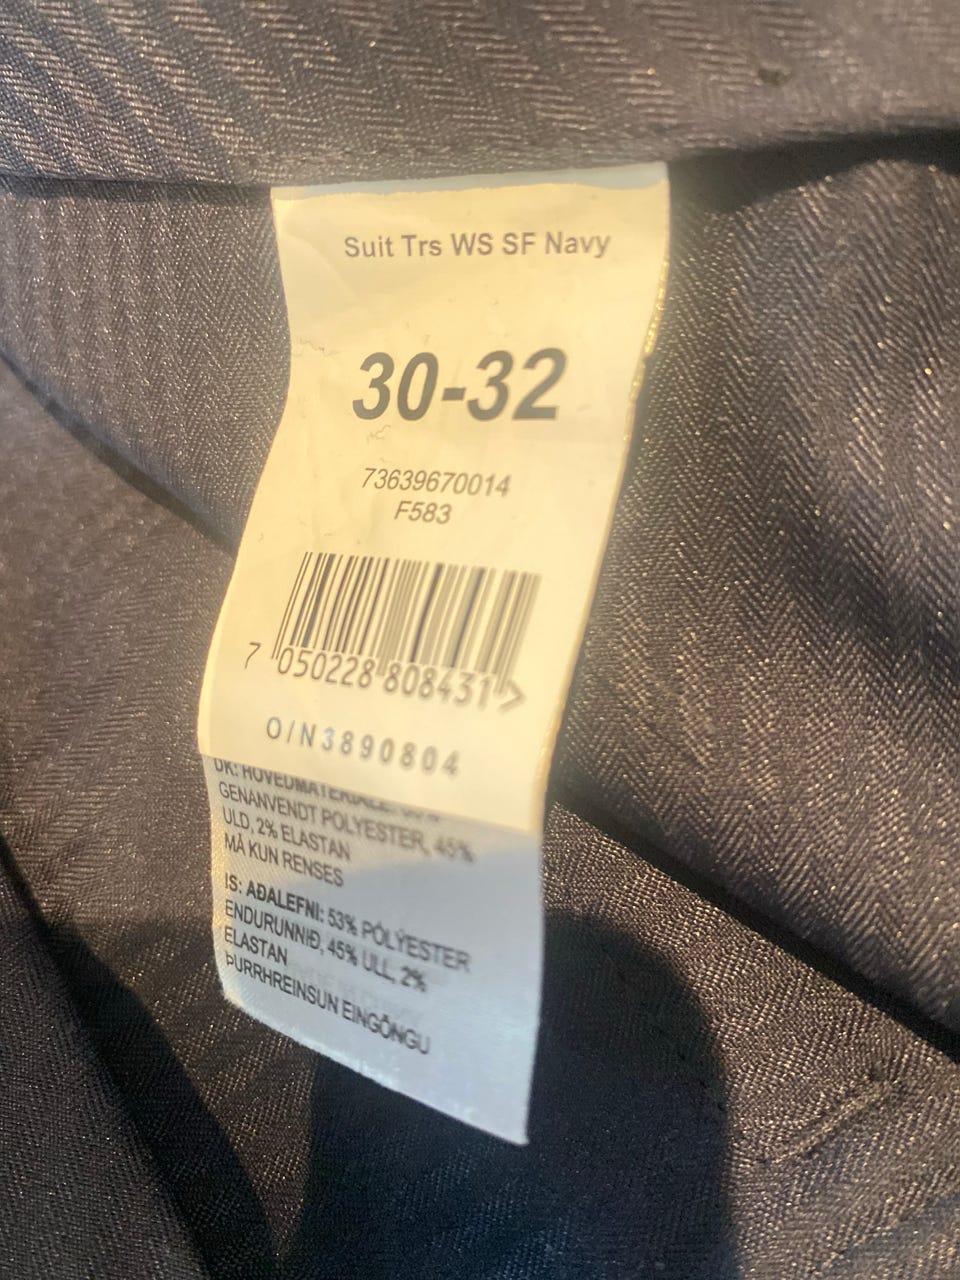 Suit Trs WS SF Navy
30-32
73639670014
F583
7 050228 808431 >
O/N3890804
DK: HOVEDMATERIALE:
GENANVENDT POLYESTER, 45%
ULD, 2% ELASTAN
MÅ KUN RENSES
IS: AÐALEFNI: 53% PÓLÝESTER
ENDURUNNIÐ, 45% ULL, 2%
ELASTAN
ÞURRHREINSUN EINGÖNGU